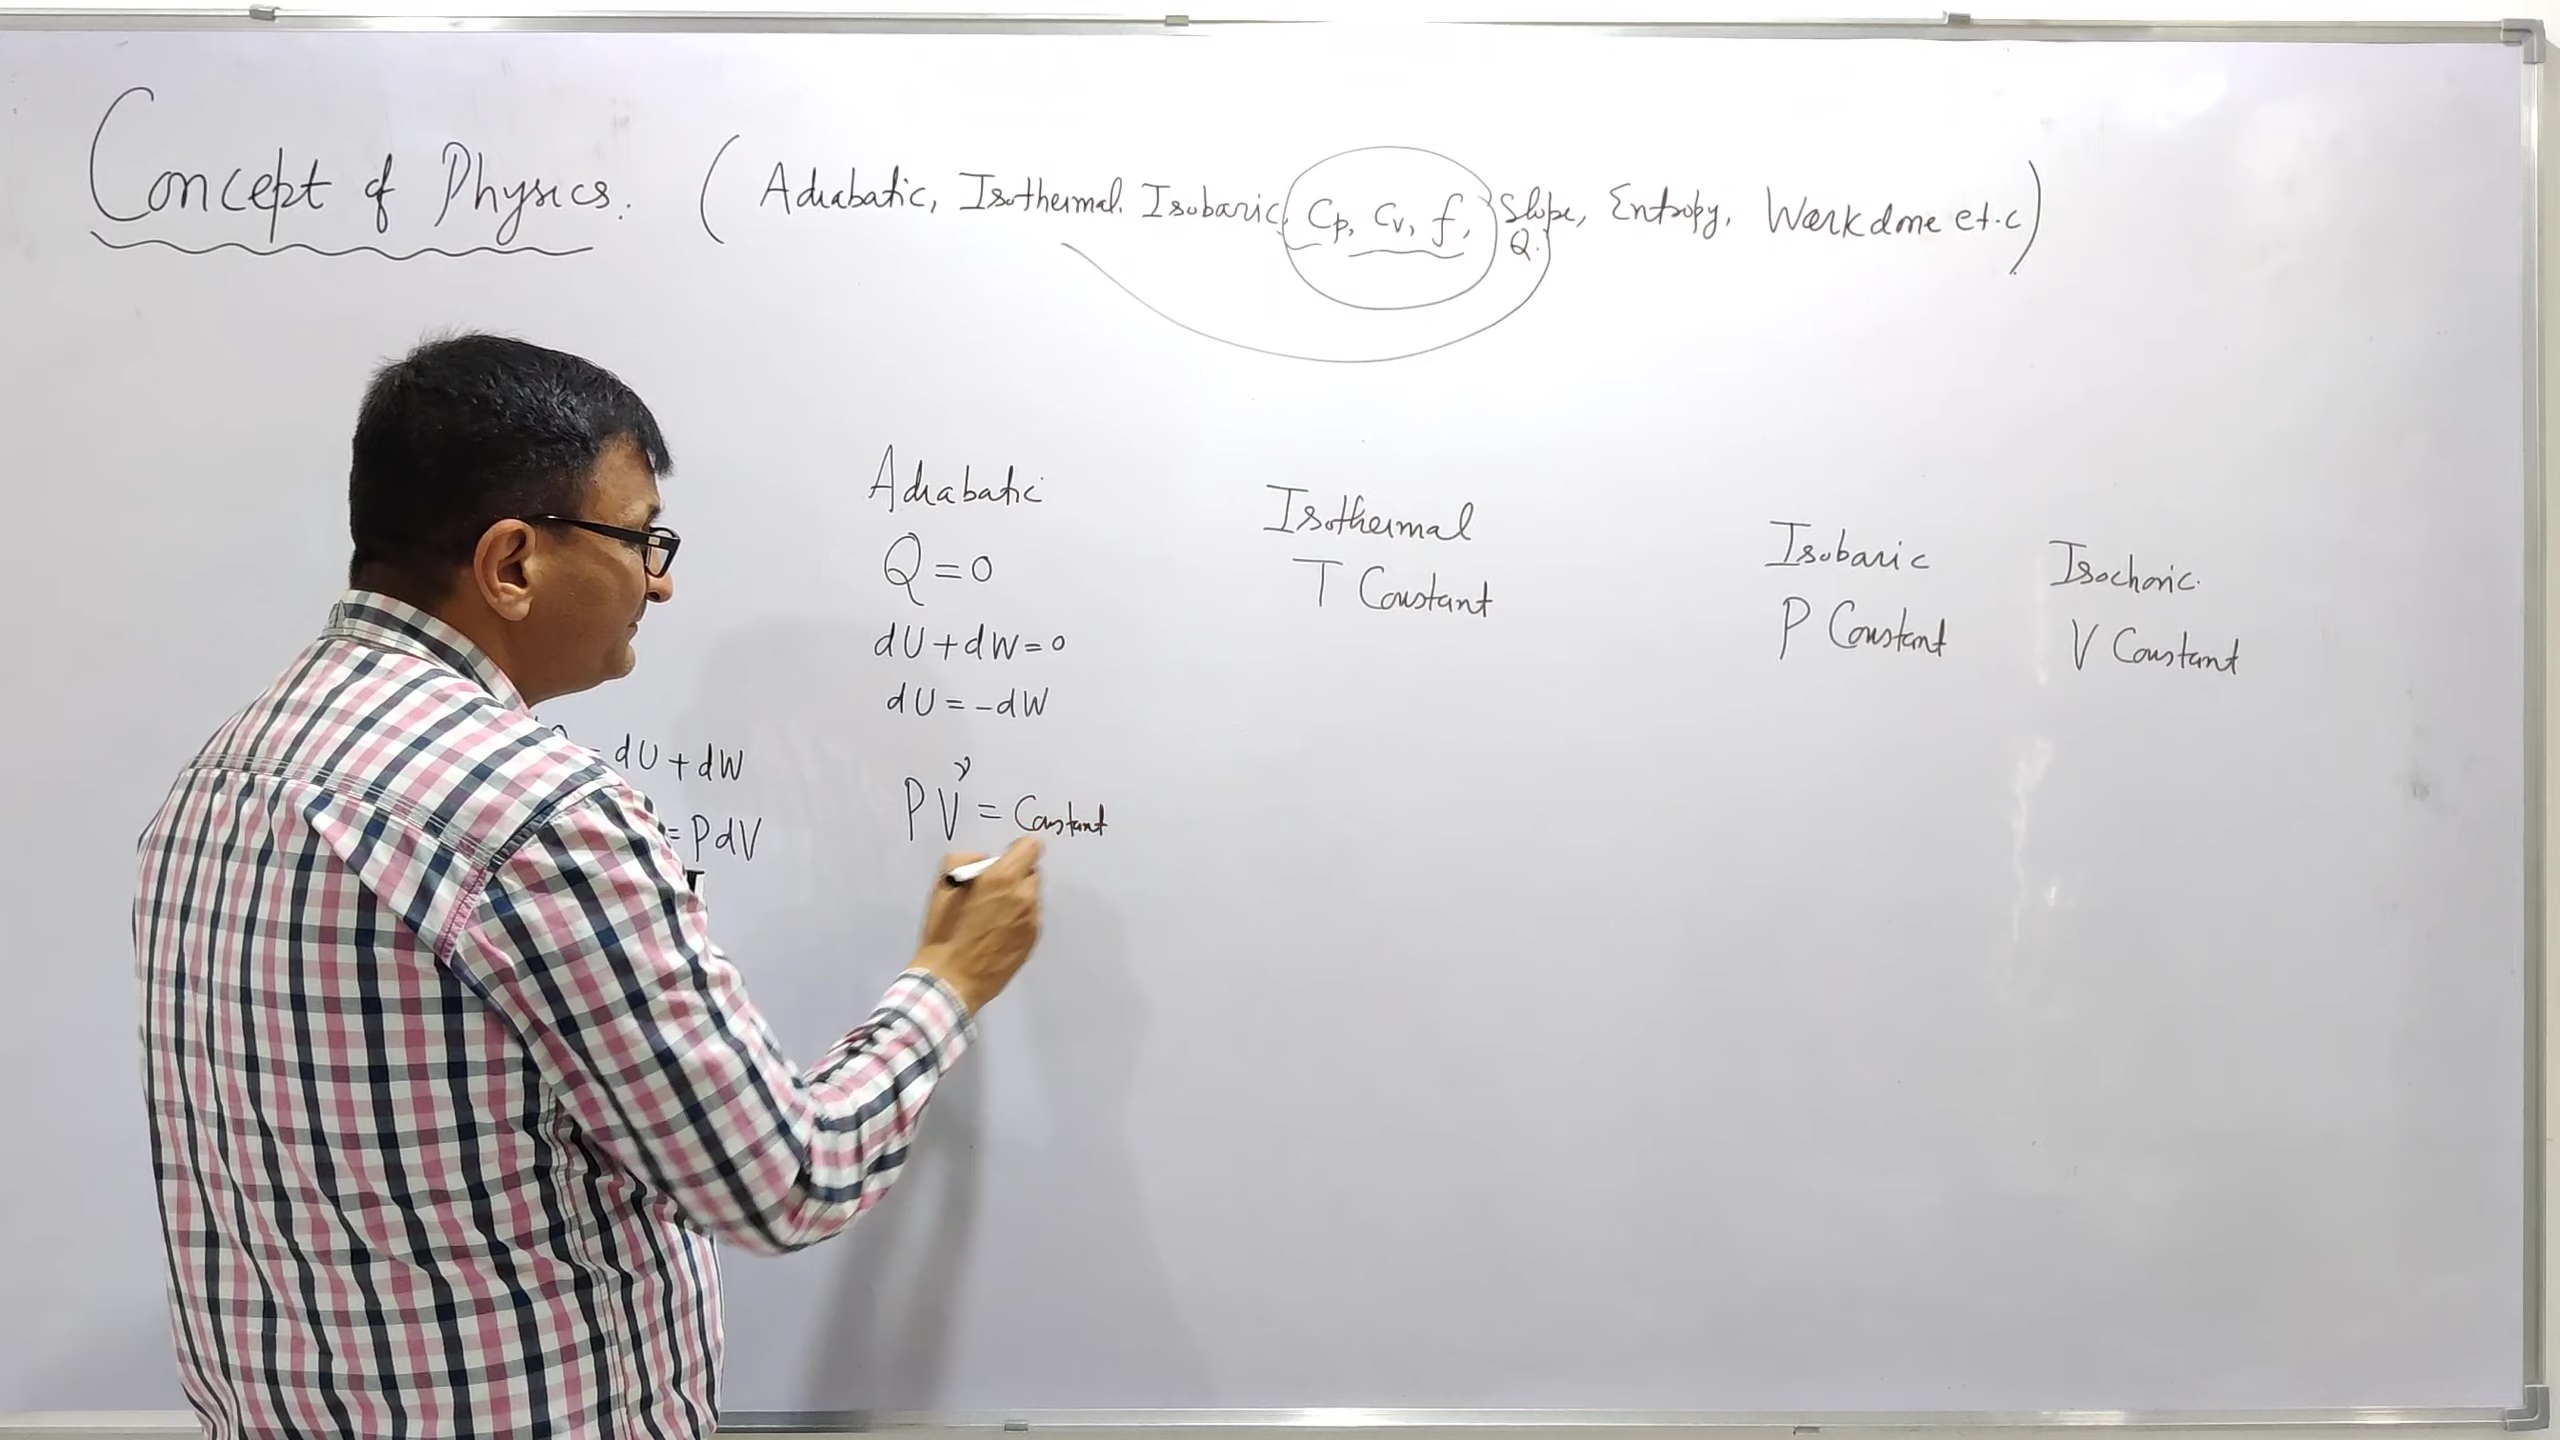 Concept of Physics. (Adiabatic, Isothermal, Isobaric, Cp, Cv, f, Slope, Entropy, Workdone et.c)
Q.
Adiabatic
Q = 0
dU + dW = 0
dU = -dW
PV^γ = Constant
= dU + dW
= PdV
Isothermal
T Constant
Isobaric
P Constant
Isochoric.
V Constant